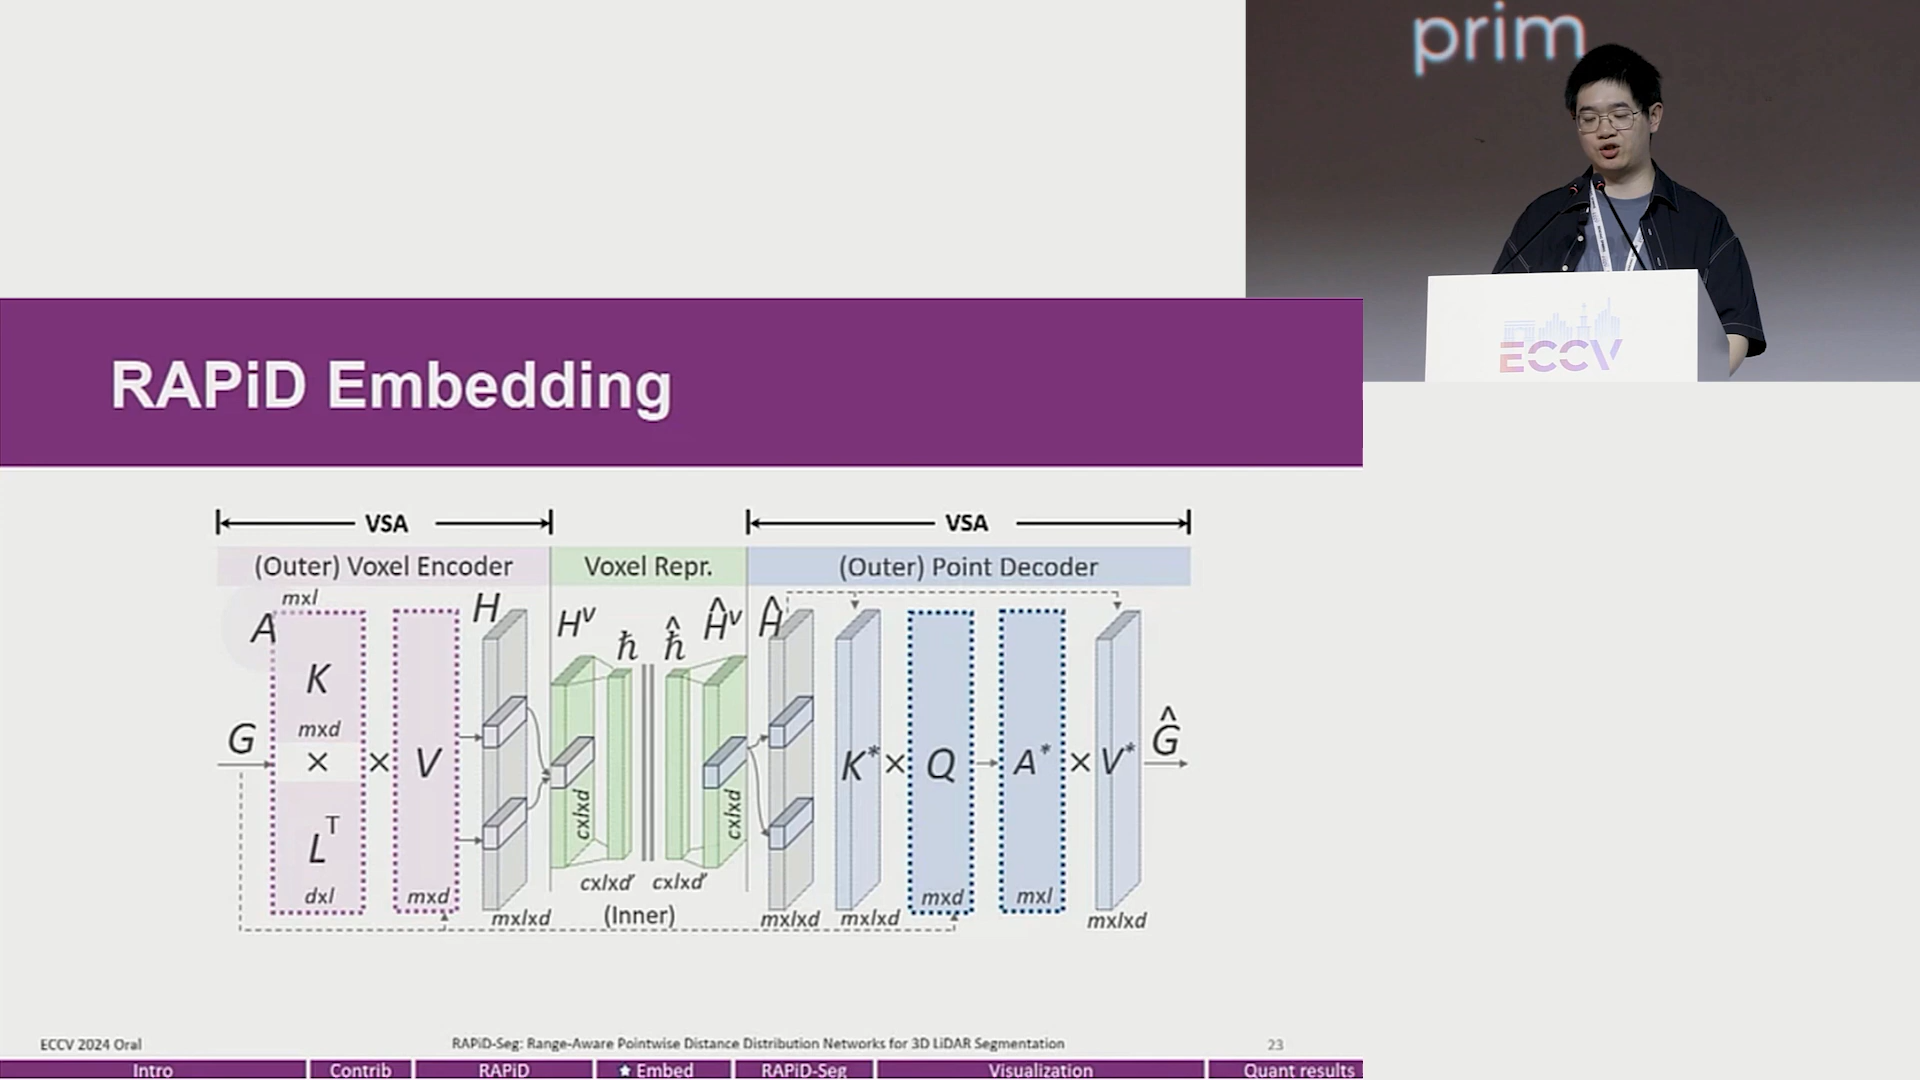 prim
ECCV
RAPiD Embedding
VSA
VSA
(Outer) Voxel Encoder
Voxel Repr.
(Outer) Point Decoder
mxl
A
K
mxd
×
L^T
dxl
G
×
V
mxd
H
mxlxd
H^v
ħ
ĥ
Ĥ^v
Ĥ
cxlxd
cxlxd
cxlxd'
cxlxd'
(Inner)
mxlxd
K*
mxlxd
×
Q
mxd
A*
mxl
×
V*
mxlxd
Ĝ
ECCV 2024 Oral
RAPiD-Seg: Range-Aware Pointwise Distance Distribution Networks for 3D LiDAR Segmentation
23
Intro
Contrib
RAPiD
★ Embed
RAPiD-Seg
Visualization
Quant results